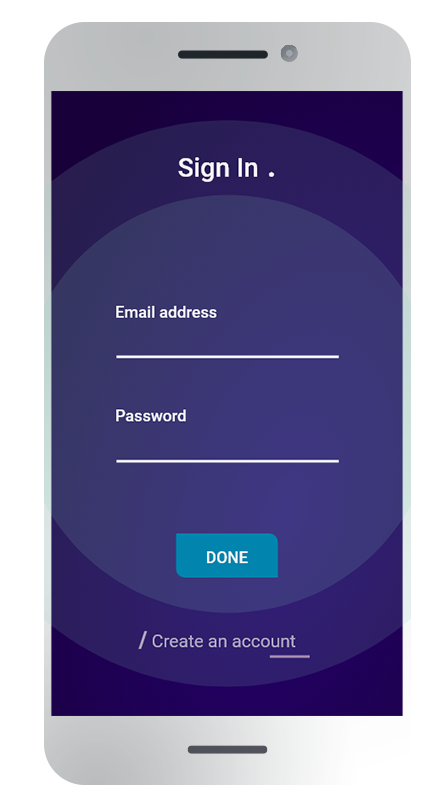 Sign In .
Email address
Password
DONE
/ Create an account